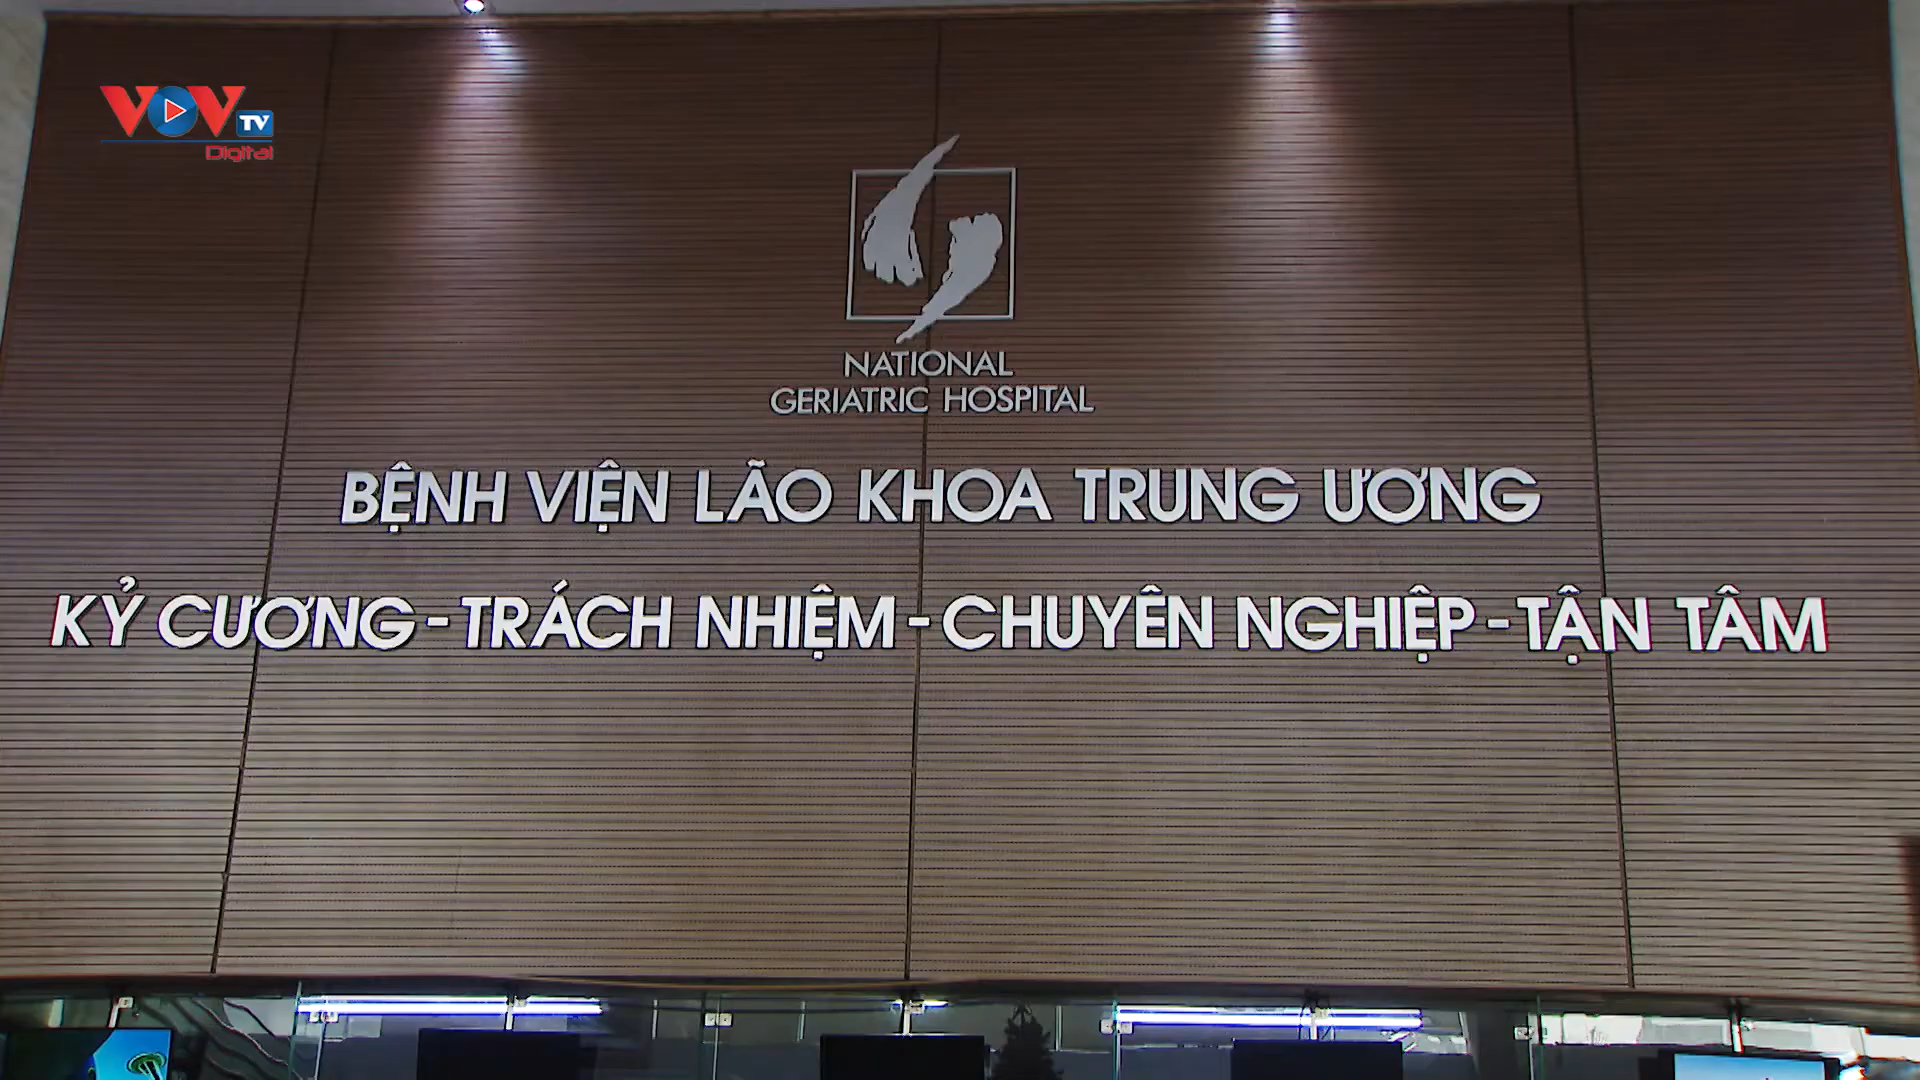 VOV TV
Digital
NATIONAL
GERIATRIC HOSPITAL
BỆNH VIỆN LÃO KHOA TRUNG ƯƠNG
KỶ CƯƠNG - TRÁCH NHIỆM - CHUYÊN NGHIỆP - TẬN TÂM